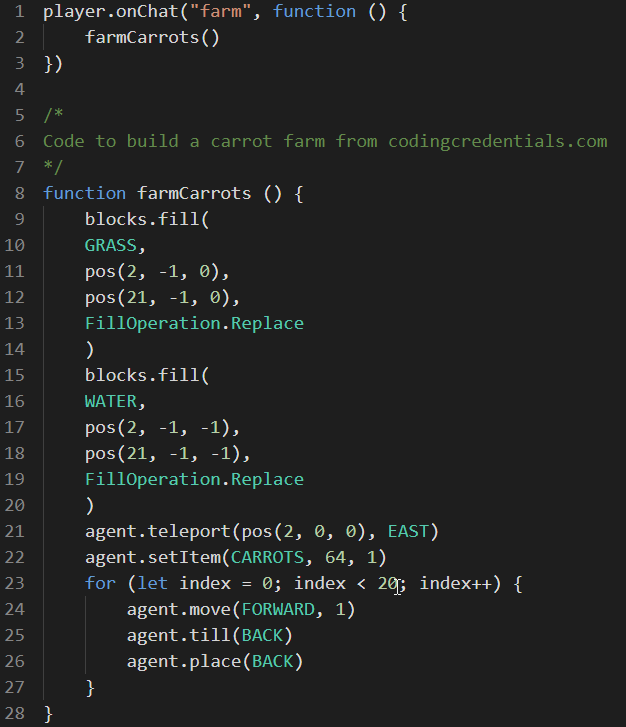 1 player.onChat("farm", function () {
2     farmCarrots()
3 })
4
5 /*
6 Code to build a carrot farm from codingcredentials.com
7 */
8 function farmCarrots () {
9     blocks.fill(
10     GRASS,
11     pos(2, -1, 0),
12     pos(21, -1, 0),
13     FillOperation.Replace
14     )
15     blocks.fill(
16     WATER,
17     pos(2, -1, -1),
18     pos(21, -1, -1),
19     FillOperation.Replace
20     )
21     agent.teleport(pos(2, 0, 0), EAST)
22     agent.setItem(CARROTS, 64, 1)
23     for (let index = 0; index < 20; index++) {
24         agent.move(FORWARD, 1)
25         agent.till(BACK)
26         agent.place(BACK)
27     }
28 }